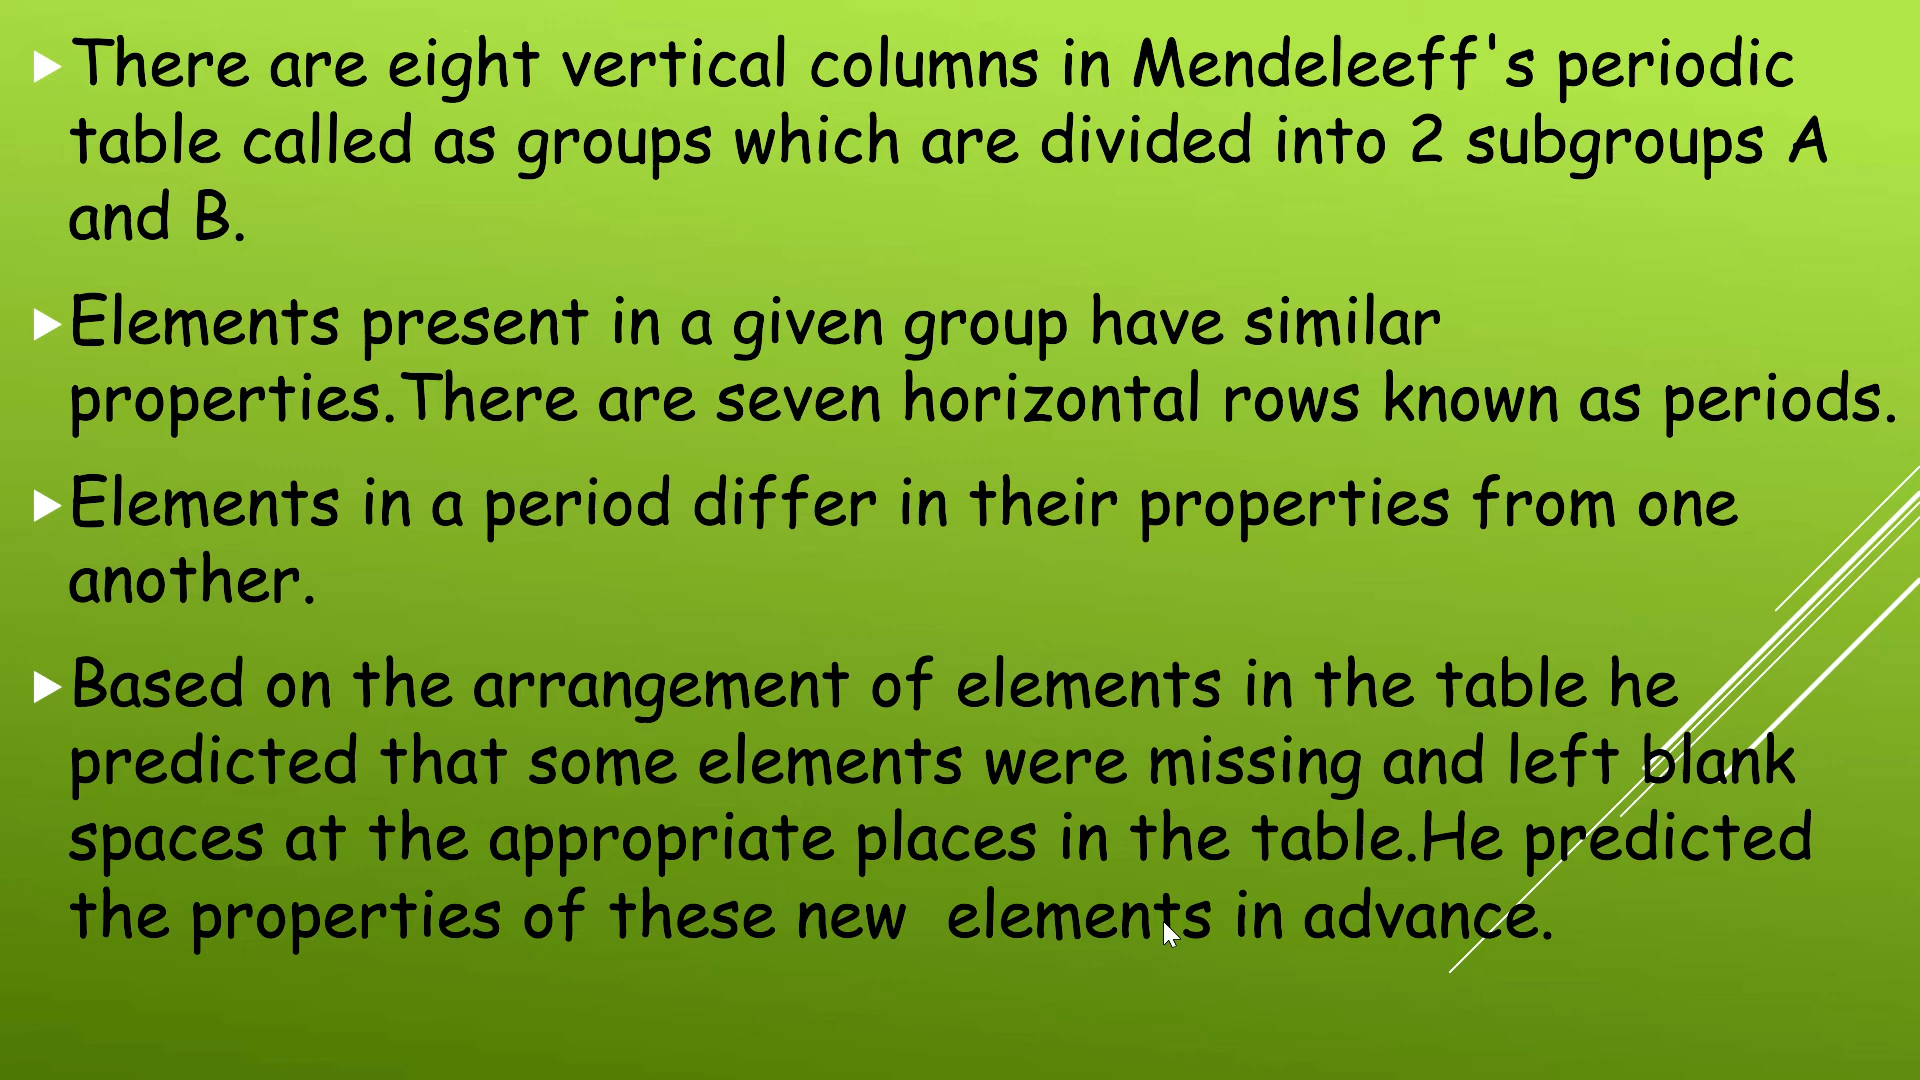 There are eight vertical columns in Mendeleeff's periodic
table called as groups which are divided into 2 subgroups A
and B.
Elements present in a given group have similar
properties.There are seven horizontal rows known as periods.
Elements in a period differ in their properties from one
another.
Based on the arrangement of elements in the table he
predicted that some elements were missing and left blank
spaces at the appropriate places in the table.He predicted
the properties of these new  elements in advance.